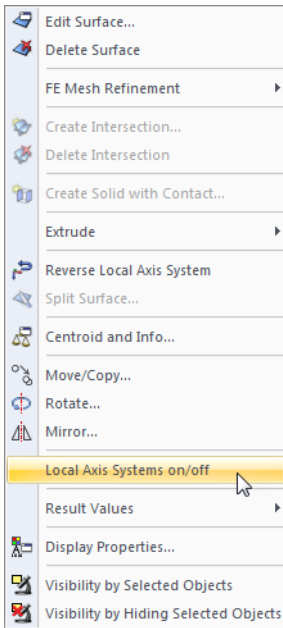 Edit Surface...
Delete Surface
FE Mesh Refinement
Create Intersection...
Delete Intersection
Create Solid with Contact...
Extrude
Reverse Local Axis System
Split Surface...
Centroid and Info...
Move/Copy...
Rotate...
Mirror...
Local Axis Systems on/off
Result Values
Display Properties...
Visibility by Selected Objects
Visibility by Hiding Selected Objects